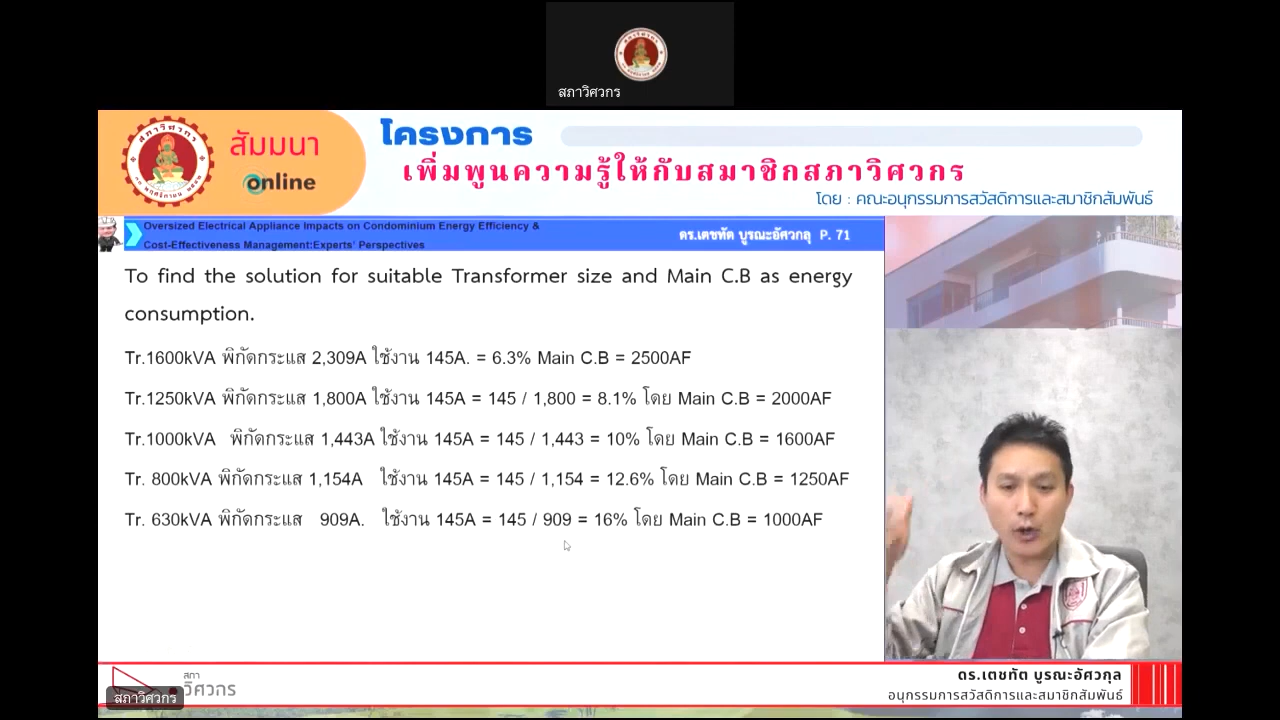 สภาวิศวกร
สัมมนา
online
โครงการ
เพิ่มพูนความรู้ให้กับสมาชิกสภาวิศวกร
โดย : คณะอนุกรรมการสวัสดิการและสมาชิกสัมพันธ์
Oversized Electrical Appliance Impacts on Condominium Energy Efficiency &
Cost-Effectiveness Management:Experts' Perspectives
ดร.เตชทัต บูรณะอัศวกุล P. 71
To find the solution for suitable Transformer size and Main C.B as energy
consumption.
Tr.1600kVA พิกัดกระแส 2,309A ใช้งาน 145A. = 6.3% Main C.B = 2500AF
Tr.1250kVA พิกัดกระแส 1,800A ใช้งาน 145A = 145 / 1,800 = 8.1% โดย Main C.B = 2000AF
Tr.1000kVA พิกัดกระแส 1,443A ใช้งาน 145A = 145 / 1,443 = 10% โดย Main C.B = 1600AF
Tr. 800kVA พิกัดกระแส 1,154A ใช้งาน 145A = 145 / 1,154 = 12.6% โดย Main C.B = 1250AF
Tr. 630kVA พิกัดกระแส 909A. ใช้งาน 145A = 145 / 909 = 16% โดย Main C.B = 1000AF
สภา
วิศวกร
สภาวิศวกร
ดร.เตชทัต บูรณะอัศวกุล
อนุกรรมการสวัสดิการและสมาชิกสัมพันธ์